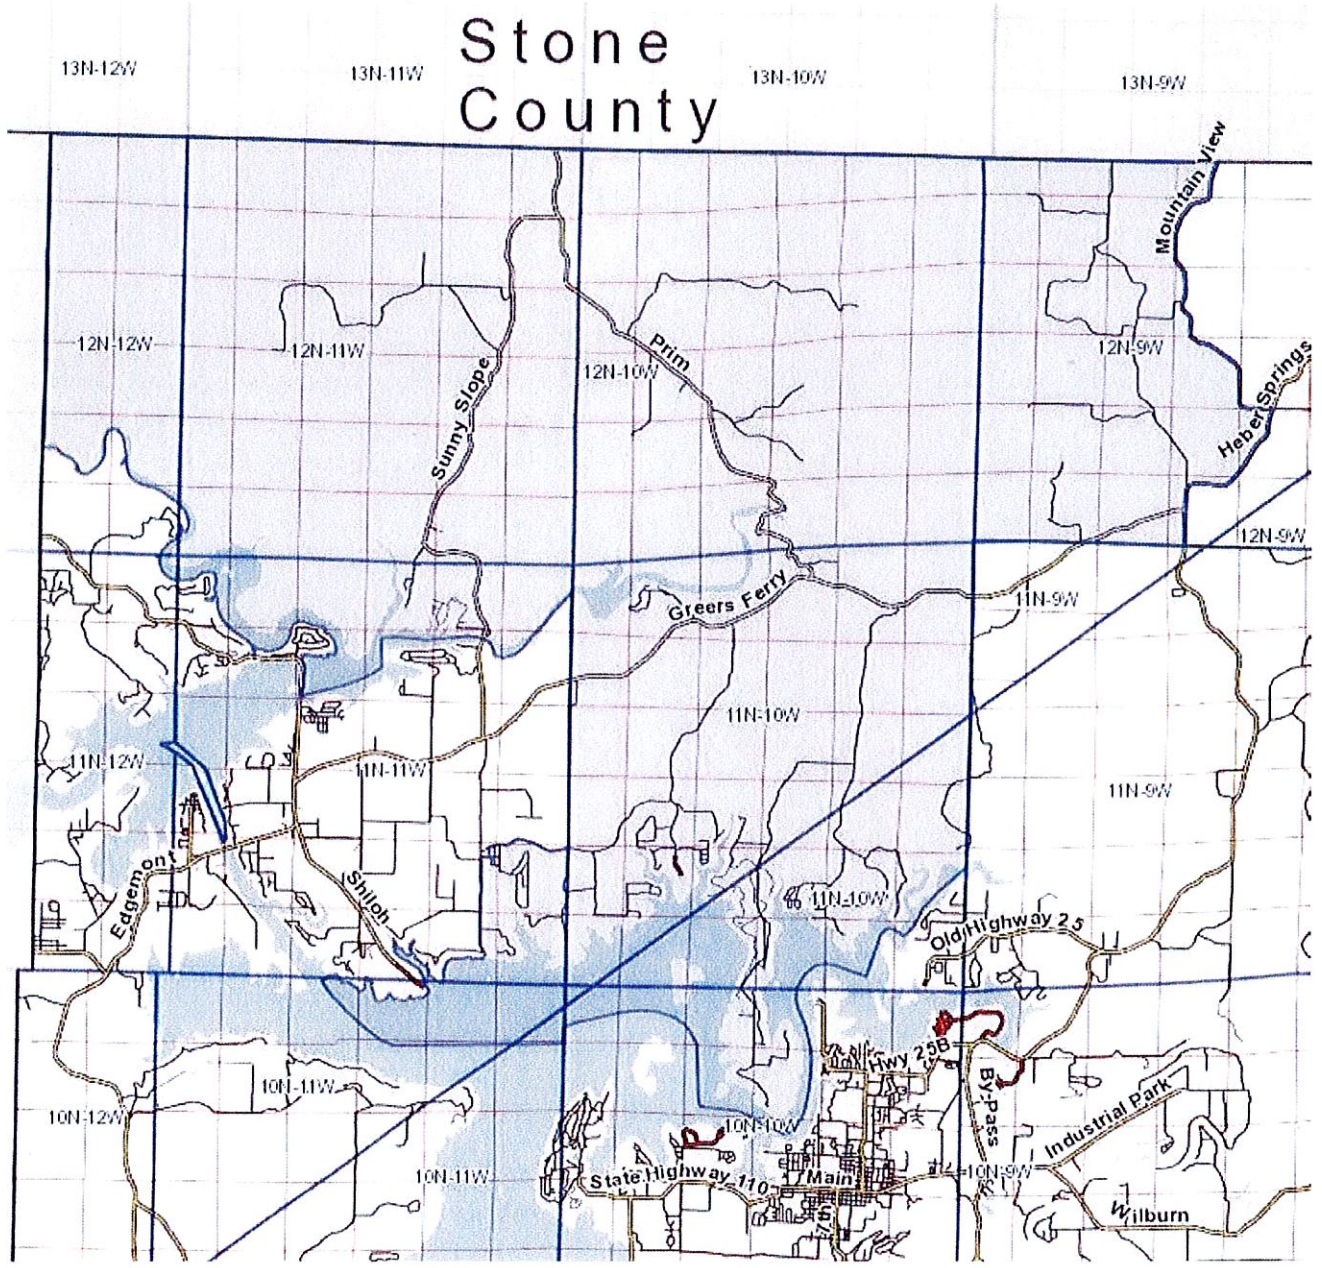 Stone
County
13N-12W
13N-11W
13N-10W
13N-9W
Mountain View
12N-12W
12N-11W
12N-10W
Prim
12N-9W
Sunny Slope
Heber Springs
12N-9W
Greers Ferry
11N-9W
11N-10W
11N-12W
11N-11W
11N-9W
Edgemont
Shiloh
11N-10W
Old Highway 25
Hwy 25B
By-Pass
Industrial Park
10N-11W
10N-12W
10N-10W
10N-11W
State Highway 110
Main
7th
10N-9W
Wilburn